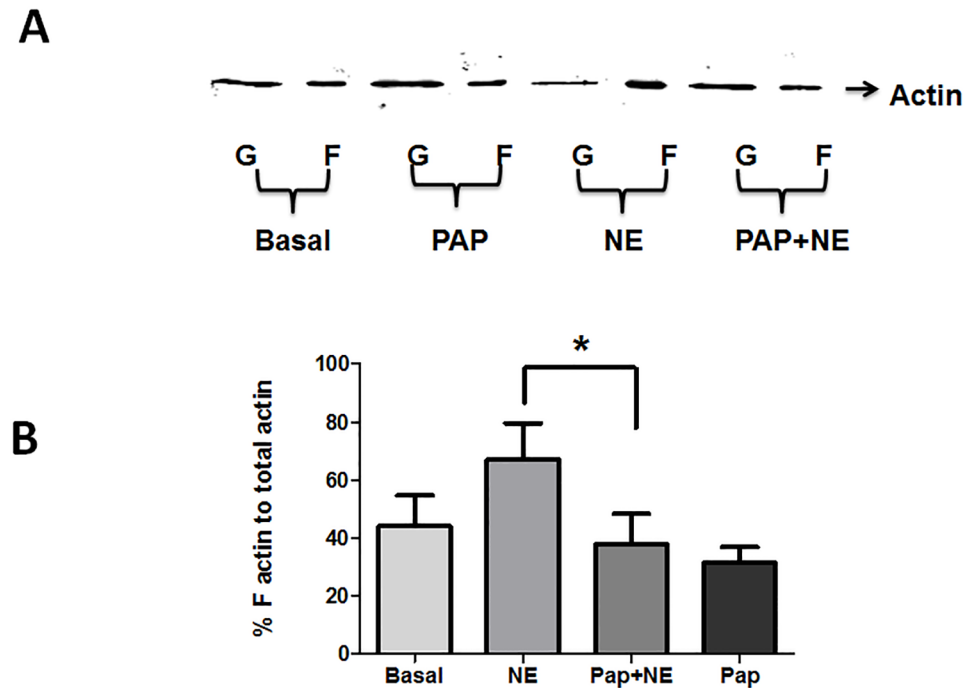 A
Actin
G F G F G F G F
Basal PAP NE PAP+NE
B
% F actin to total actin
100
80
60
40
20
0
*
Basal NE Pap+NE Pap